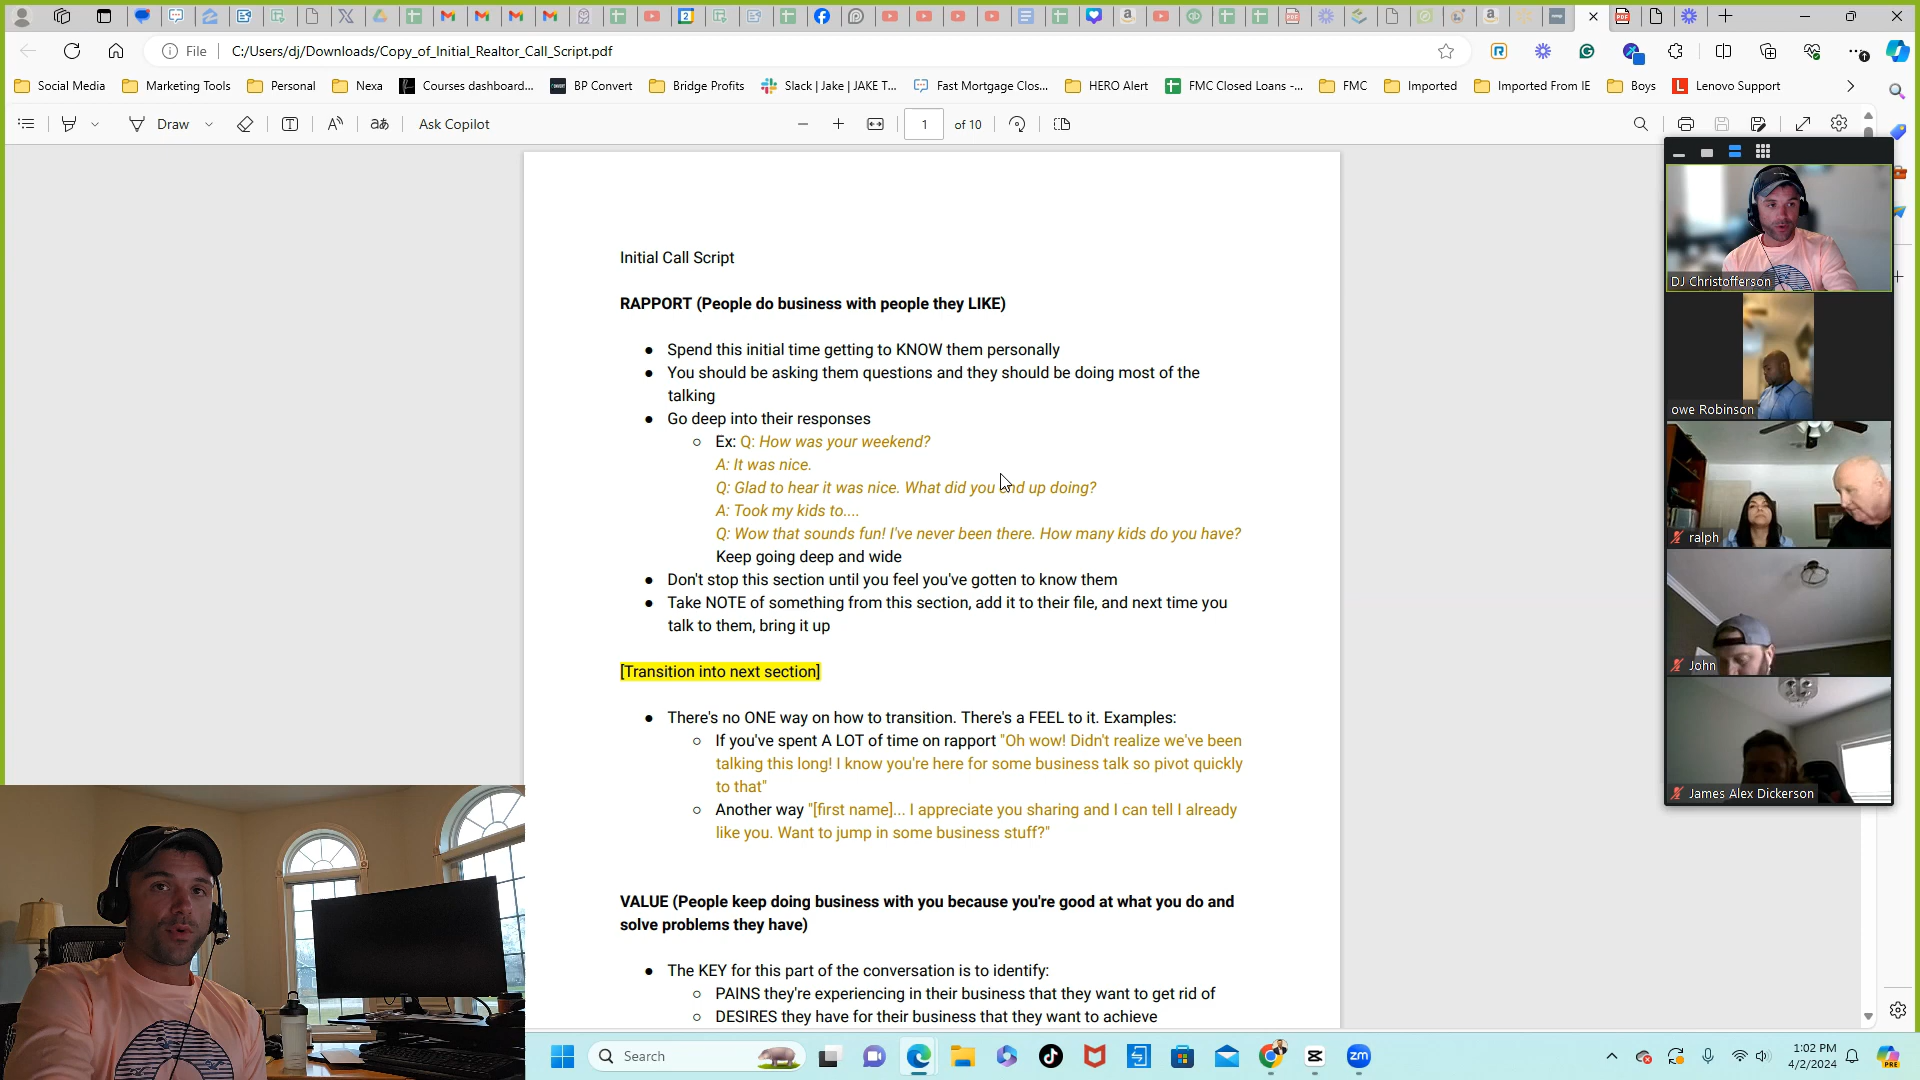 File
C:/Users/dj/Downloads/Copy_of_Initial_Realtor_Call_Script.pdf
Social Media
Marketing Tools
Personal
Nexa
Courses dashboard...
BP Convert
Bridge Profits
Slack | Jake | JAKE T...
Fast Mortgage Clos...
HERO Alert
FMC Closed Loans -...
FMC
Imported
Imported From IE
Boys
Lenovo Support
Draw
Ask Copilot
1
of 10
Initial Call Script
RAPPORT (People do business with people they LIKE)
● Spend this initial time getting to KNOW them personally
● You should be asking them questions and they should be doing most of the
talking
● Go deep into their responses
○ Ex: Q: How was your weekend?
A: It was nice.
Q: Glad to hear it was nice. What did you end up doing?
A: Took my kids to....
Q: Wow that sounds fun! I've never been there. How many kids do you have?
Keep going deep and wide
● Don't stop this section until you feel you've gotten to know them
● Take NOTE of something from this section, add it to their file, and next time you
talk to them, bring it up
[Transition into next section]
● There's no ONE way on how to transition. There's a FEEL to it. Examples:
○ If you've spent A LOT of time on rapport "Oh wow! Didn't realize we've been
talking this long! I know you're here for some business talk so pivot quickly
to that"
○ Another way "[first name]... I appreciate you sharing and I can tell I already
like you. Want to jump in some business stuff?"
VALUE (People keep doing business with you because you're good at what you do and
solve problems they have)
● The KEY for this part of the conversation is to identify:
○ PAINS they're experiencing in their business that they want to get rid of
○ DESIRES they have for their business that they want to achieve
DJ Christofferson
owe Robinson
ralph
John
James Alex Dickerson
Search
zm
1:02 PM
4/2/2024